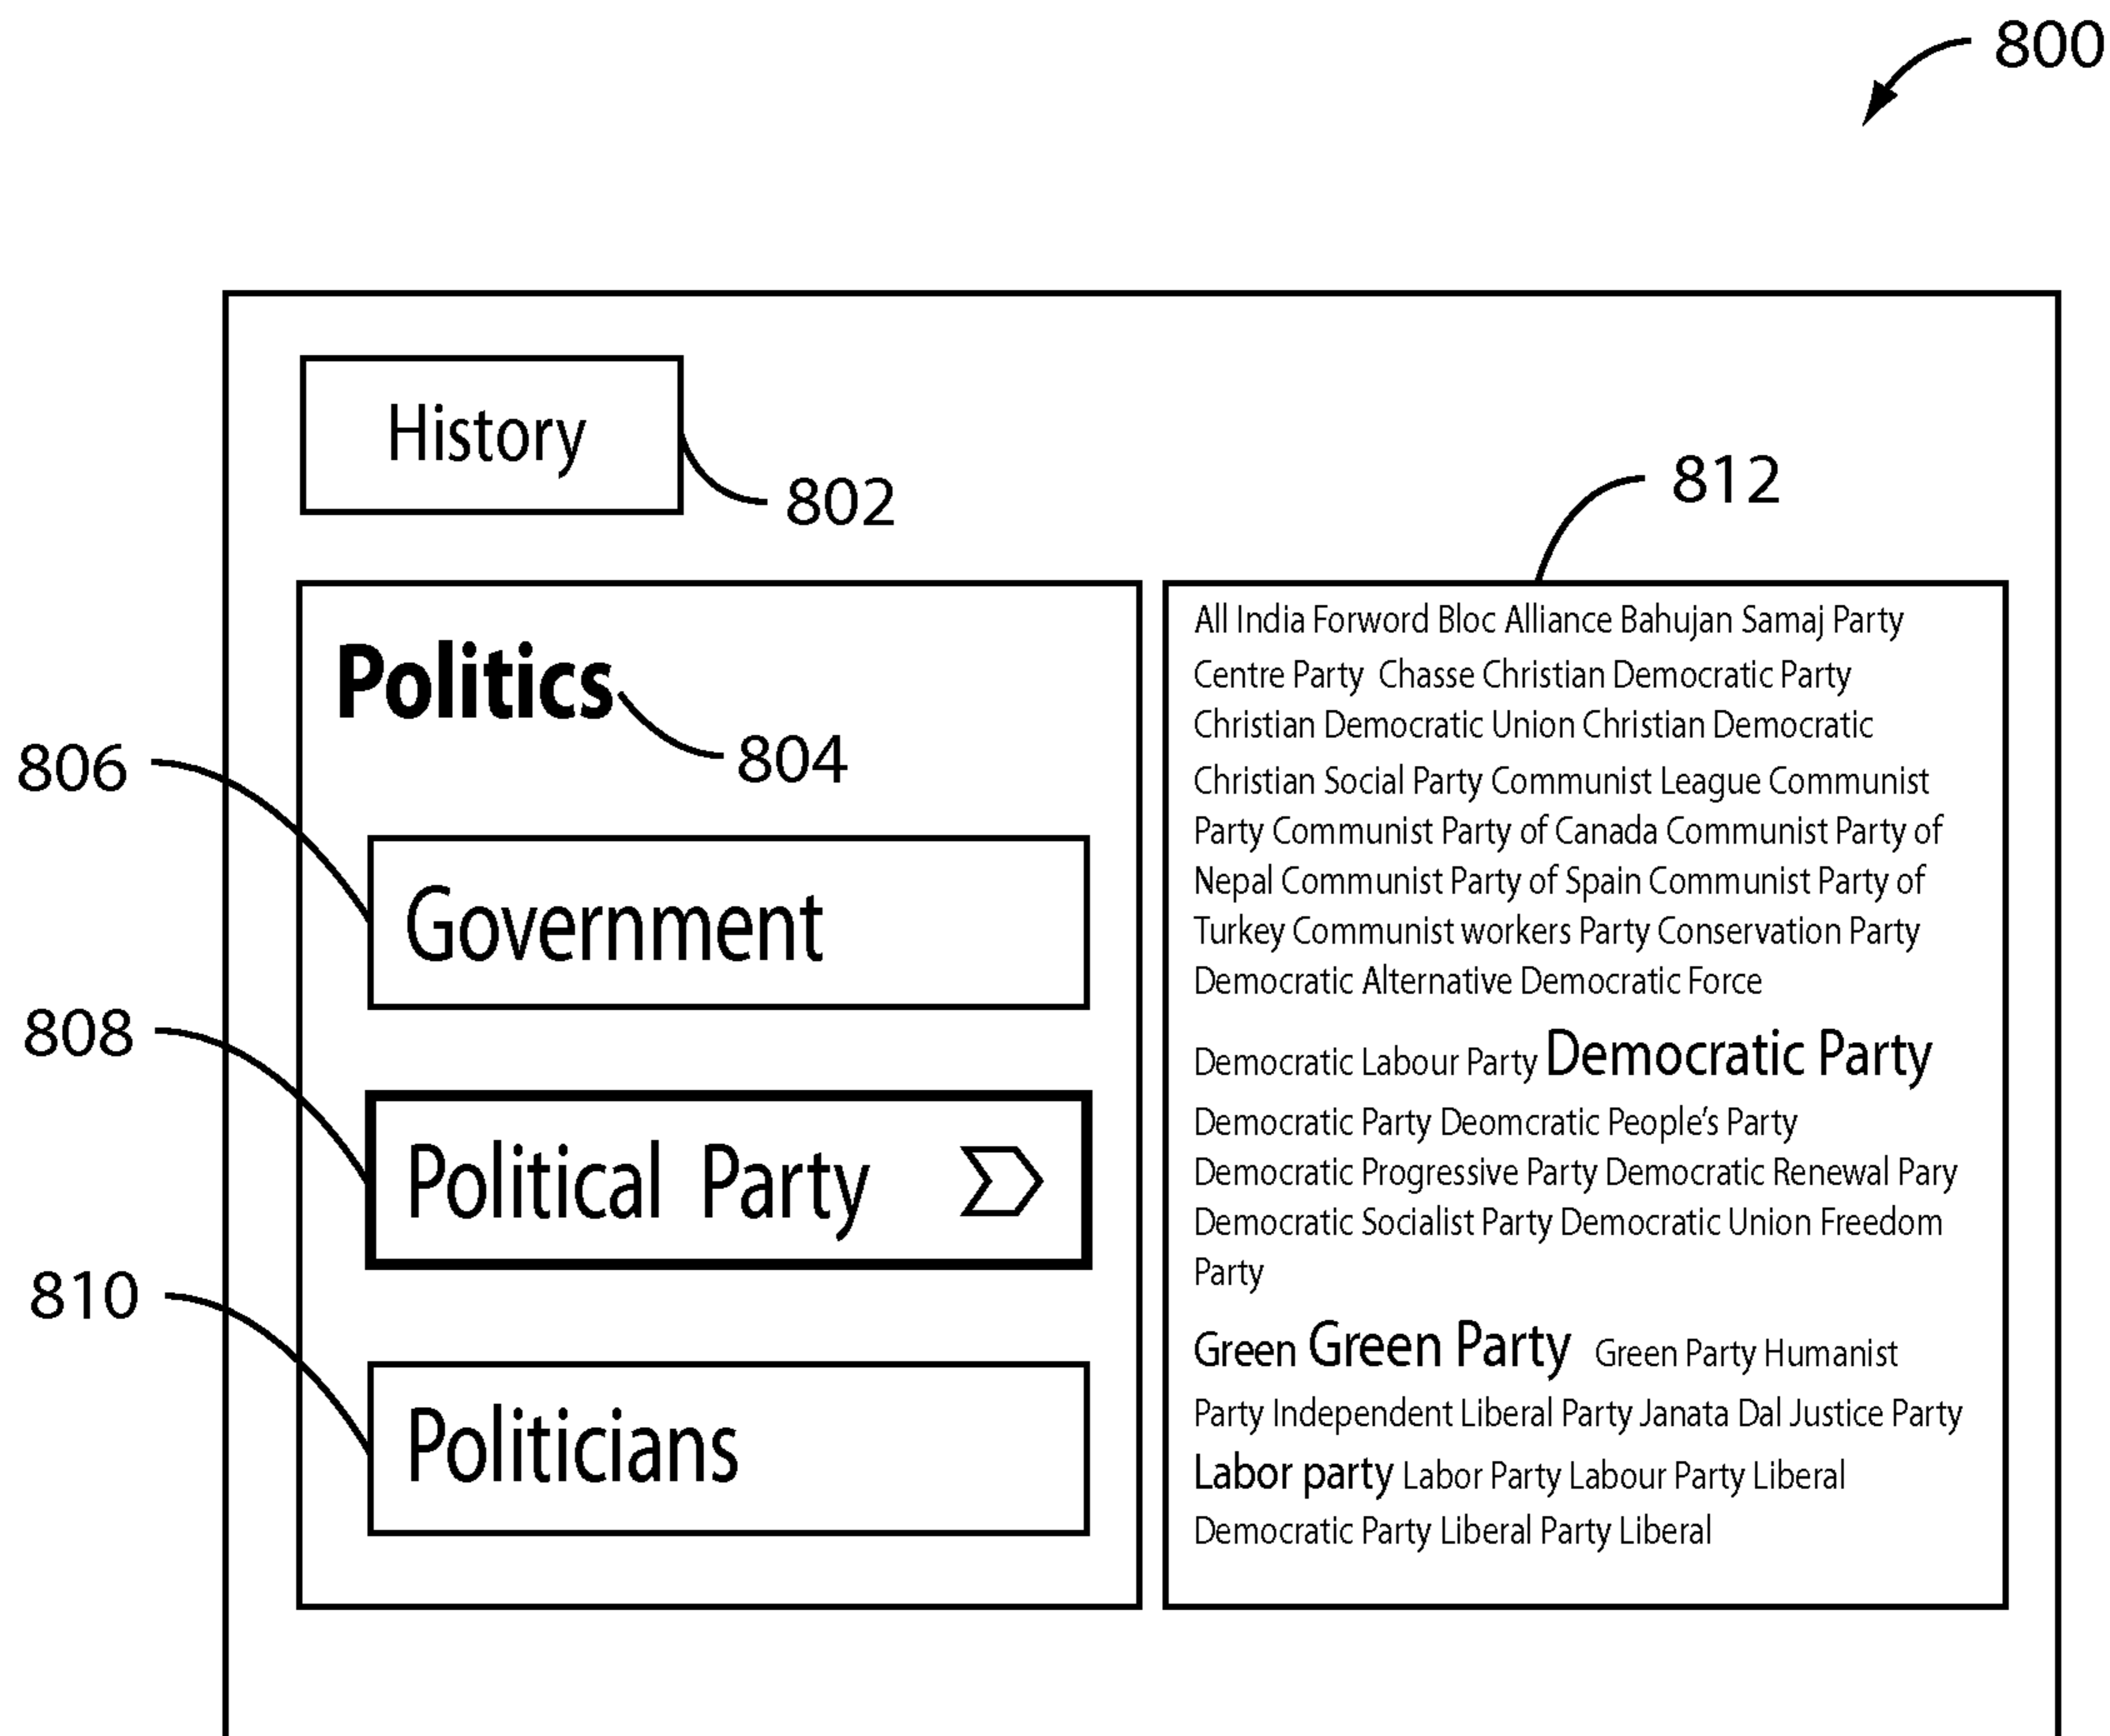 800
History
802
812
Politics
804
806
Government
808
Political Party
810
Politicians
All India Forword Bloc Alliance Bahujan Samaj Party
Centre Party Chasse Christian Democratic Party
Christian Democratic Union Christian Democratic
Christian Social Party Communist League Communist
Party Communist Party of Canada Communist Party of
Nepal Communist Party of Spain Communist Party of
Turkey Communist workers Party Conservation Party
Democratic Alternative Democratic Force
Democratic Labour Party Democratic Party
Democratic Party Deomcratic People's Party
Democratic Progressive Party Democratic Renewal Pary
Democratic Socialist Party Democratic Union Freedom
Party
Green Green Party Green Party Humanist
Party Independent Liberal Party Janata Dal Justice Party
Labor party Labor Party Labour Party Liberal
Democratic Party Liberal Party Liberal